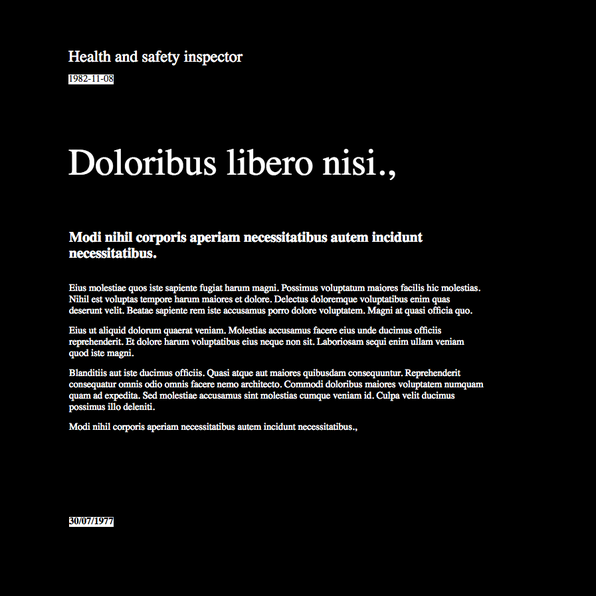 Health and safety inspector
1982-11-08
Doloribus libero nisi.,
Modi nihil corporis aperiam necessitatibus autem incidunt
necessitatibus.
Eius molestiae quos iste sapiente fugiat harum magni. Possimus voluptatum maiores facilis hic molestias.
Nihil est voluptas tempore harum maiores et dolore. Delectus doloremque voluptatibus enim quas
deserunt velit. Beatae sapiente rem iste accusamus porro dolore voluptatem. Magni at quasi officia quo.
Eius ut aliquid dolorum quaerat veniam. Molestias accusamus facere eius unde ducimus officiis
reprehenderit. Et dolore harum voluptatibus eius neque non sit. Laboriosam sequi enim ullam veniam
quod iste magni.
Blanditiis aut iste ducimus officiis. Quasi atque aut maiores quibusdam consequuntur. Reprehenderit
consequatur omnis odio omnis facere nemo architecto. Commodi doloribus maiores voluptatem numquam
quam ad expedita. Sed molestiae accusamus sint molestias cumque veniam id. Culpa velit ducimus
possimus illo deleniti.
Modi nihil corporis aperiam necessitatibus autem incidunt necessitatibus.,
30/07/1977